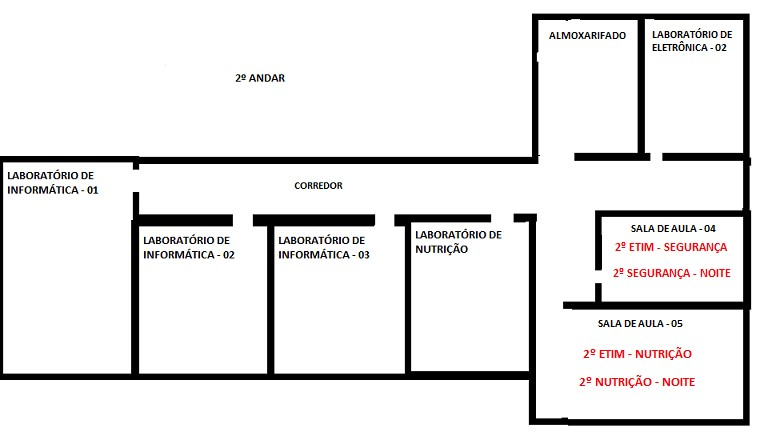 ALMOXARIFADO
LABORATÓRIO DE
ELETRÔNICA - 02
2º ANDAR
LABORATÓRIO DE
INFORMÁTICA - 01
CORREDOR
LABORATÓRIO DE
INFORMÁTICA - 02
LABORATÓRIO DE
INFORMÁTICA - 03
LABORATÓRIO DE
NUTRIÇÃO
SALA DE AULA - 04
2º ETIM - SEGURANÇA
2º SEGURANÇA - NOITE
SALA DE AULA - 05
2º ETIM - NUTRIÇÃO
2º NUTRIÇÃO - NOITE